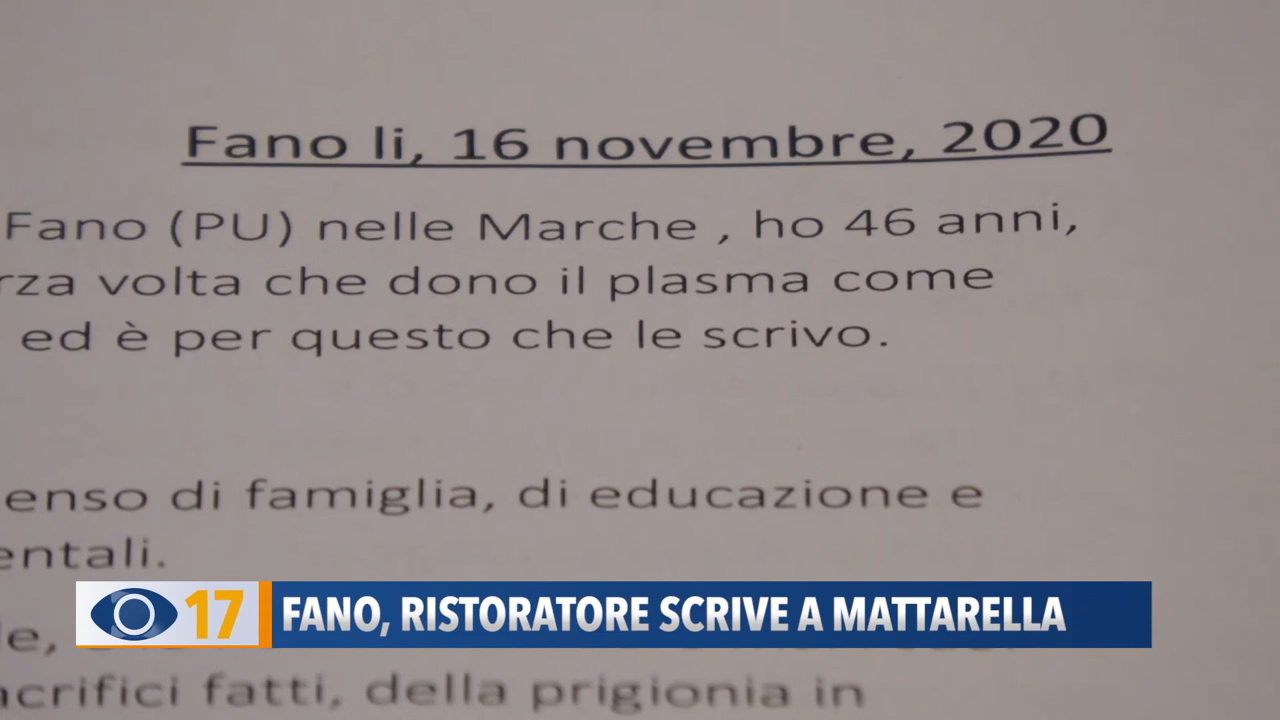 Fano li, 16 novembre, 2020
Fano (PU) nelle Marche , ho 46 anni,
rza volta che dono il plasma come
ed è per questo che le scrivo.
enso di famiglia, di educazione e
entali.
17 FANO, RISTORATORE SCRIVE A MATTARELLA
le,
acrifici fatti, della prigionia in